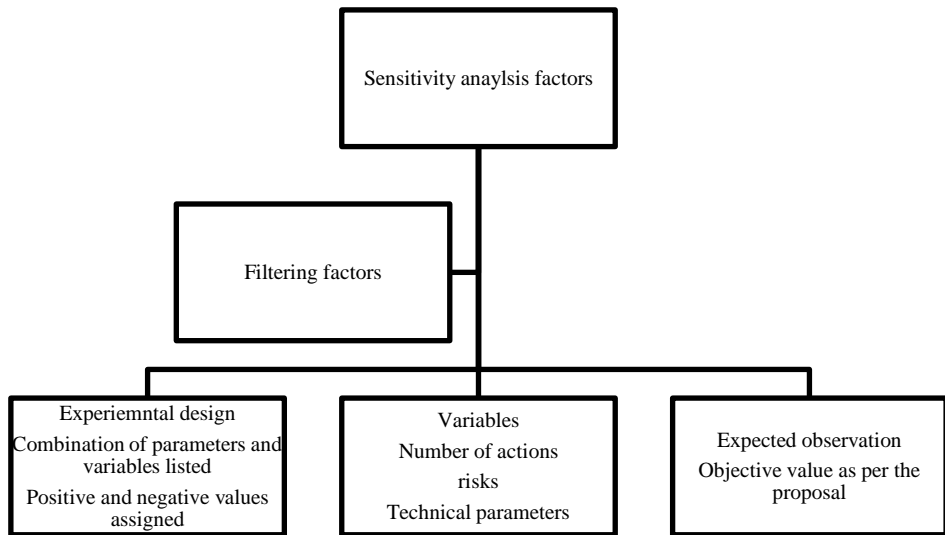 Sensitivity anaylsis factors
Filtering factors
Experiemntal design
Combination of parameters and
variables listed
Positive and negative values
assigned
Variables
Number of actions
risks
Technical parameters
Expected observation
Objective value as per the
proposal